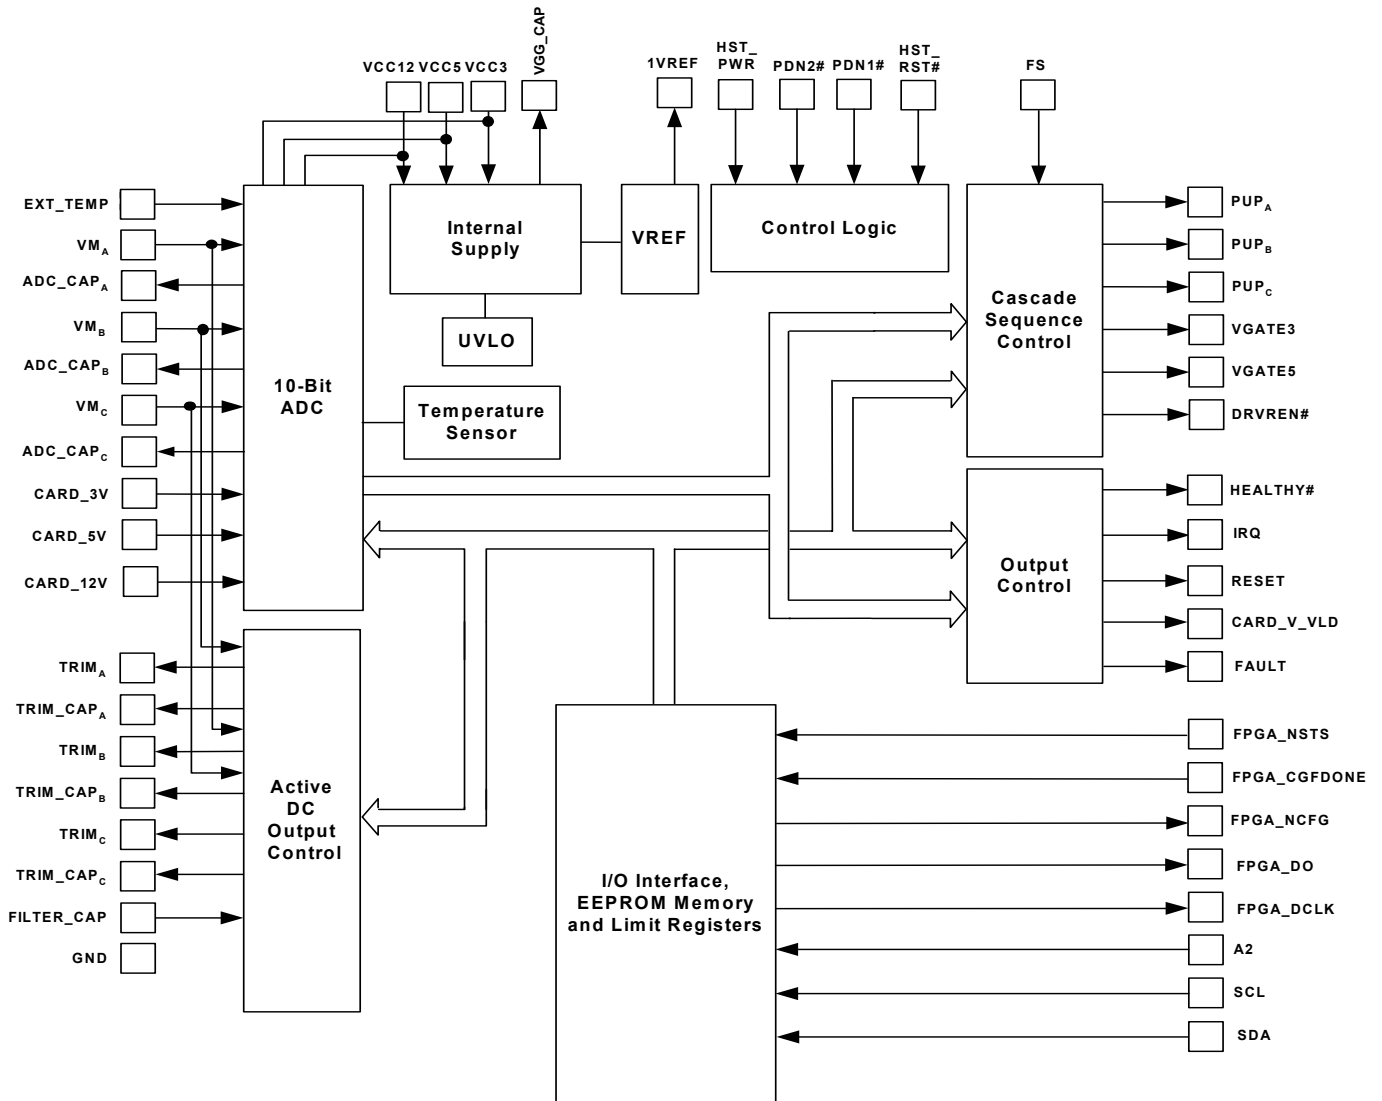 VCC12
VCC5
VCC3
VGG_CAP
1VREF
HST_
PWR
PDN2#
PDN1#
HST_
RST#
FS
EXT_TEMP
VMA
ADC_CAPA
VMB
ADC_CAPB
VMC
ADC_CAPC
CARD_3V
CARD_5V
CARD_12V
TRIMA
TRIM_CAPA
TRIMB
TRIM_CAPB
TRIMC
TRIM_CAPC
FILTER_CAP
GND
10-Bit
ADC
Internal
Supply
UVLO
VREF
Temperature
Sensor
Control Logic
Cascade
Sequence
Control
Output
Control
Active
DC
Output
Control
I/O Interface,
EEPROM Memory
and Limit Registers
PUPA
PUPB
PUPC
VGATE3
VGATE5
DRVREN#
HEALTHY#
IRQ
RESET
CARD_V_VLD
FAULT
FPGA_NSTS
FPGA_CGFDONE
FPGA_NCFG
FPGA_DO
FPGA_DCLK
A2
SCL
SDA